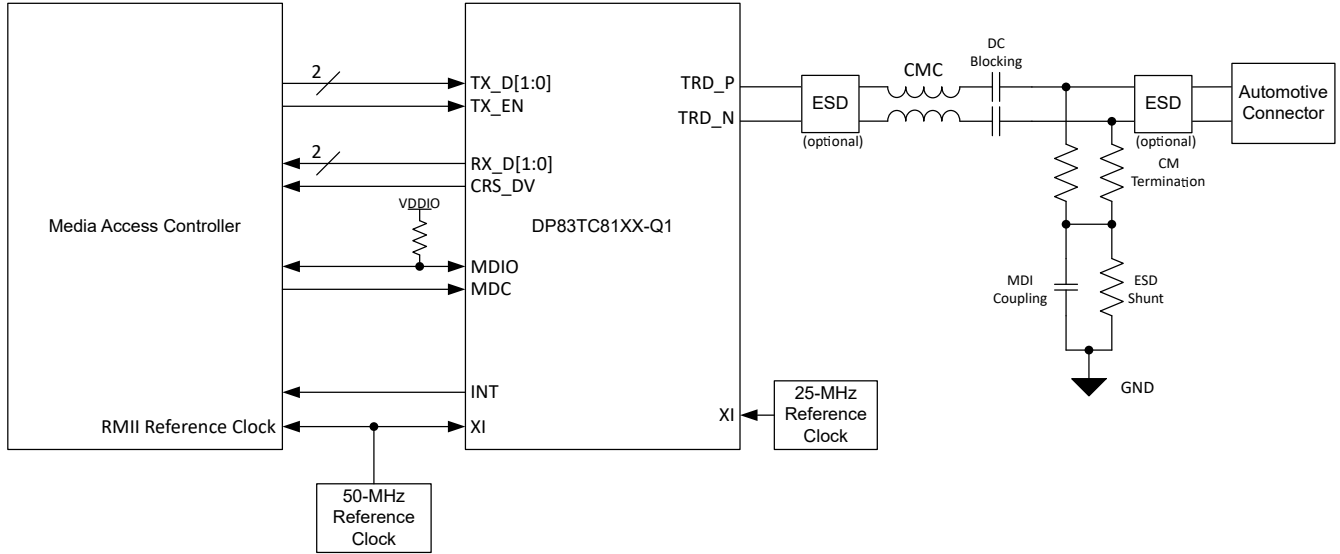 Media Access Controller
RMII Reference Clock
2
2
VDDIO
50-MHz
Reference
Clock
TX_D[1:0]
TX_EN
RX_D[1:0]
CRS_DV
MDIO
MDC
INT
XI
DP83TC81XX-Q1
TRD_P
TRD_N
XI
25-MHz
Reference
Clock
ESD
(optional)
CMC
DC
Blocking
ESD
(optional)
Automotive
Connector
CM
Termination
MDI
Coupling
ESD
Shunt
GND